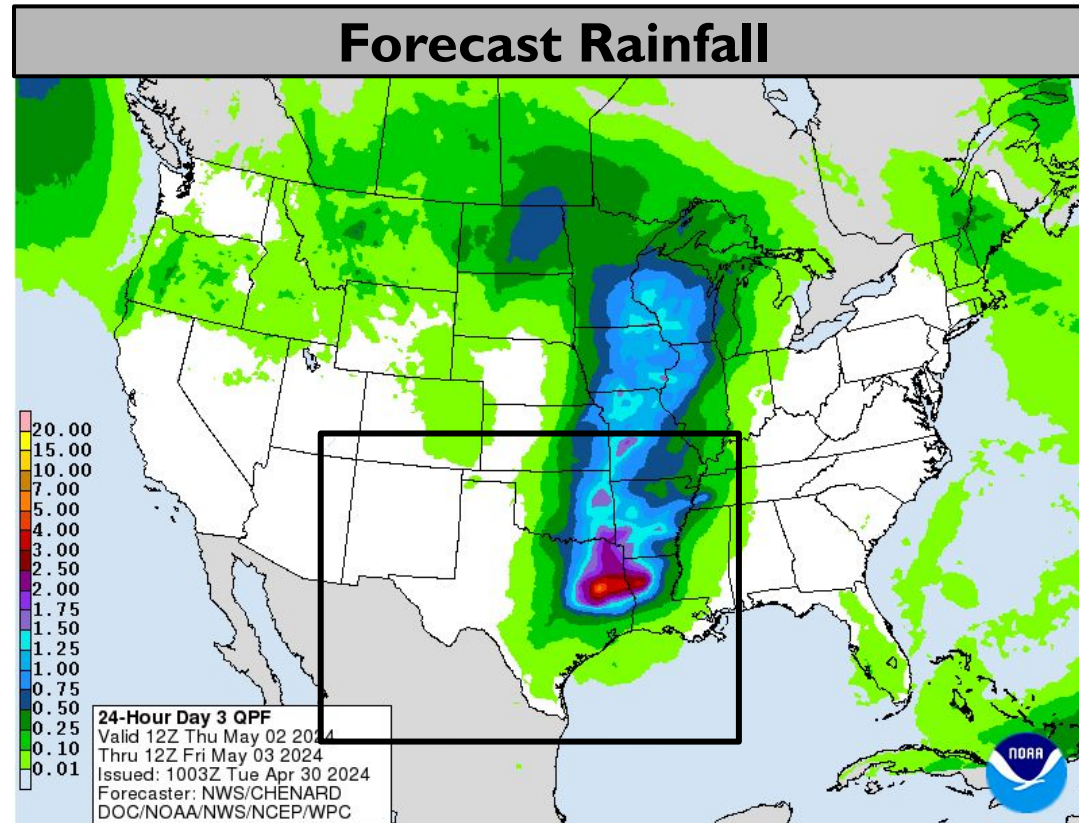 Forecast Rainfall
20.00
15.00
10.00
7.00
5.00
4.00
3.00
2.50
2.00
1.75
1.50
1.25
1.00
0.75
0.50
0.25
0.10
0.01
24-Hour Day 3 QPF
Valid 12Z Thu May 02 2024
Thru 12Z Fri May 03 2024
Issued: 1003Z Tue Apr 30 2024
Forecaster: NWS/CHENARD
DOC/NOAA/NWS/NCEP/WPC
NOAA